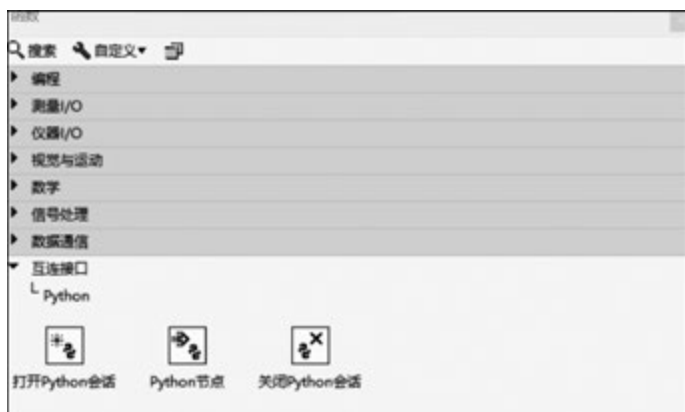 函数
搜索 自定义
编程
测量I/O
仪器I/O
视觉与运动
数学
信号处理
数据通信
互连接口
Python
打开Python会话 Python节点 关闭Python会话